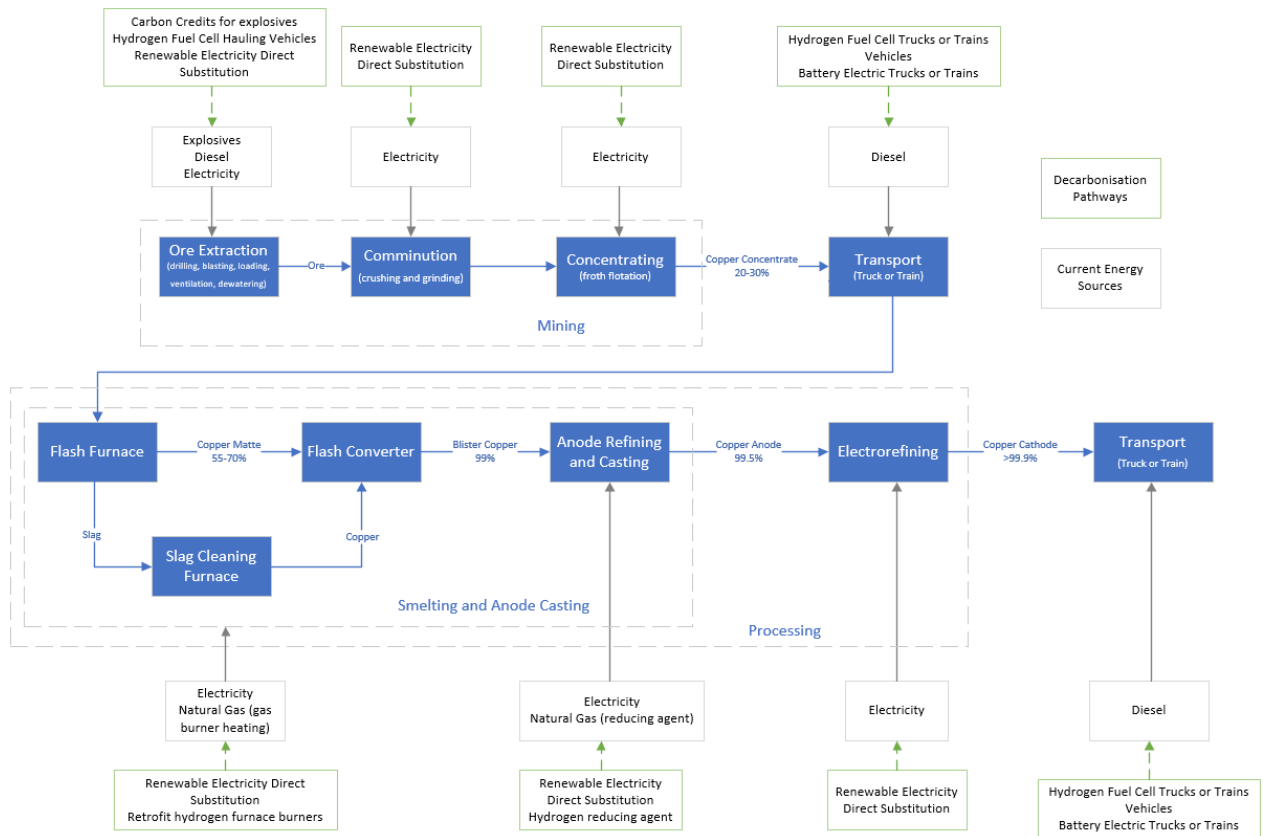 Carbon Credits for explosives
Hydrogen Fuel Cell Hauling Vehicles
Renewable Electricity Direct
Substitution
Renewable Electricity
Direct Substitution
Renewable Electricity
Direct Substitution
Hydrogen Fuel Cell Trucks or Trains
Vehicles
Battery Electric Trucks or Trains
Explosives
Diesel
Electricity
Electricity
Electricity
Diesel
Decarbonisation
Pathways
Current Energy
Sources
Ore Extraction
(drilling, blasting, loading,
ventilation, dewatering)
Ore
Comminution
(crushing and grinding)
Concentrating
(froth flotation)
Copper Concentrate
20-30%
Transport
(Truck or Train)
Mining
Flash Furnace
Copper Matte
55-70%
Flash Converter
Blister Copper
99%
Anode Refining
and Casting
Copper Anode
99.5%
Electrorefining
Copper Cathode
>99.9%
Transport
(Truck or Train)
Slag
Slag Cleaning
Furnace
Copper
Smelting and Anode Casting
Processing
Electricity
Natural Gas (gas
burner heating)
Electricity
Natural Gas (reducing agent)
Electricity
Diesel
Renewable Electricity Direct
Substitution
Retrofit hydrogen furnace burners
Renewable Electricity
Direct Substitution
Hydrogen reducing agent
Renewable Electricity
Direct Substitution
Hydrogen Fuel Cell Trucks or Trains
Vehicles
Battery Electric Trucks or Trains